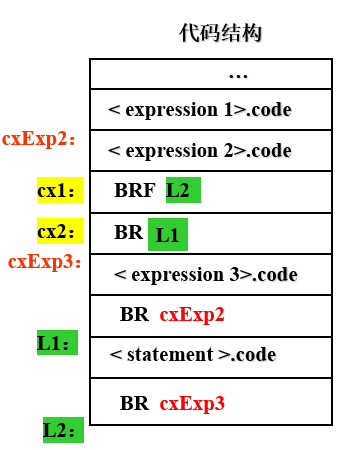 代码结构
…
< expression 1>.code
cxExp2:
< expression 2>.code
cx1: BRF L2
cx2: BR L1
cxExp3:
< expression 3>.code
BR cxExp2
L1:
< statement >.code
BR cxExp3
L2: